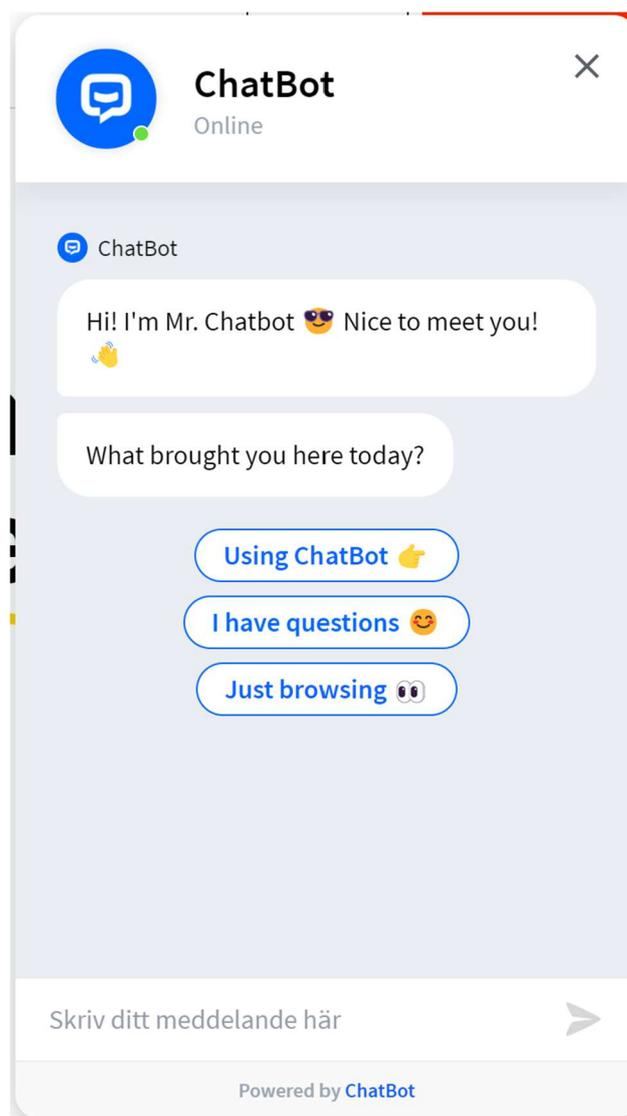 ChatBot
Online
ChatBot
Hi! I'm Mr. Chatbot 😎 Nice to meet you!
👋
What brought you here today?
Using ChatBot 👉
I have questions 😊
Just browsing 👀
Skriv ditt meddelande här
Powered by ChatBot